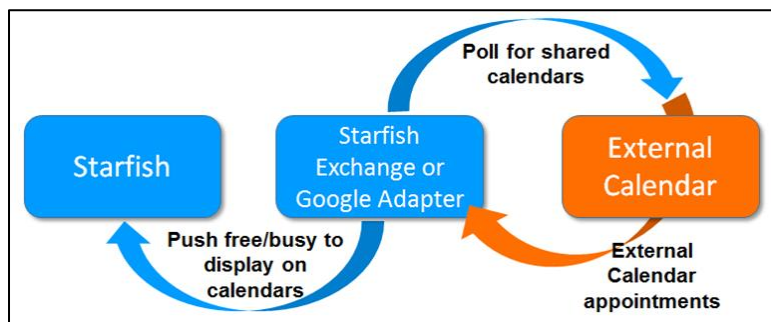 Poll for shared
calendars
Starfish
Starfish
Exchange or
Google Adapter
External
Calendar
Push free/busy to
display on
calendars
External
Calendar
appointments